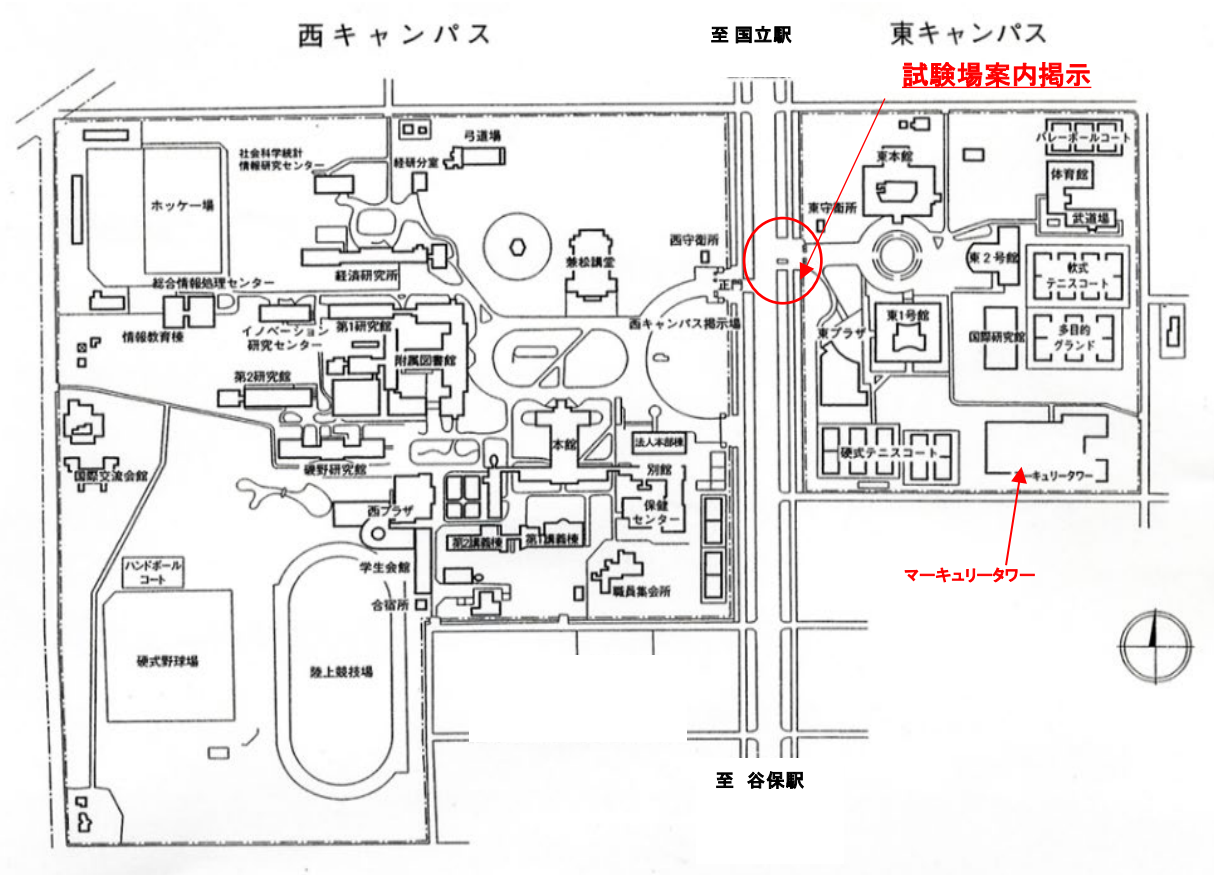 西キャンパス
至 国立駅
東キャンパス
試験場案内掲示
弓道場
社会科学統計
情報研究センター
経研分室
バレーボールコート
東本館
体育館
ホッケー場
東守衛所
武道場
西守衛所
兼松講堂
東2号館
経済研究所
軟式
テニスコート
総合情報処理センター
正門
情報教育棟
イノベーション
研究センター
第1研究館
西キャンパス掲示場
東プラザ
東1号館
国際研究館
多目的
グランド
附属図書館
第2研究館
本館
法人本部棟
硬式テニスコート
磯野研究館
別館
国際交流会館
ーキュリータワー
西プラザ
保健
センター
第2講義棟
第1講義棟
ハンドボール
コート
学生会館
マーキュリータワー
職員集会所
合宿所
硬式野球場
陸上競技場
至 谷保駅